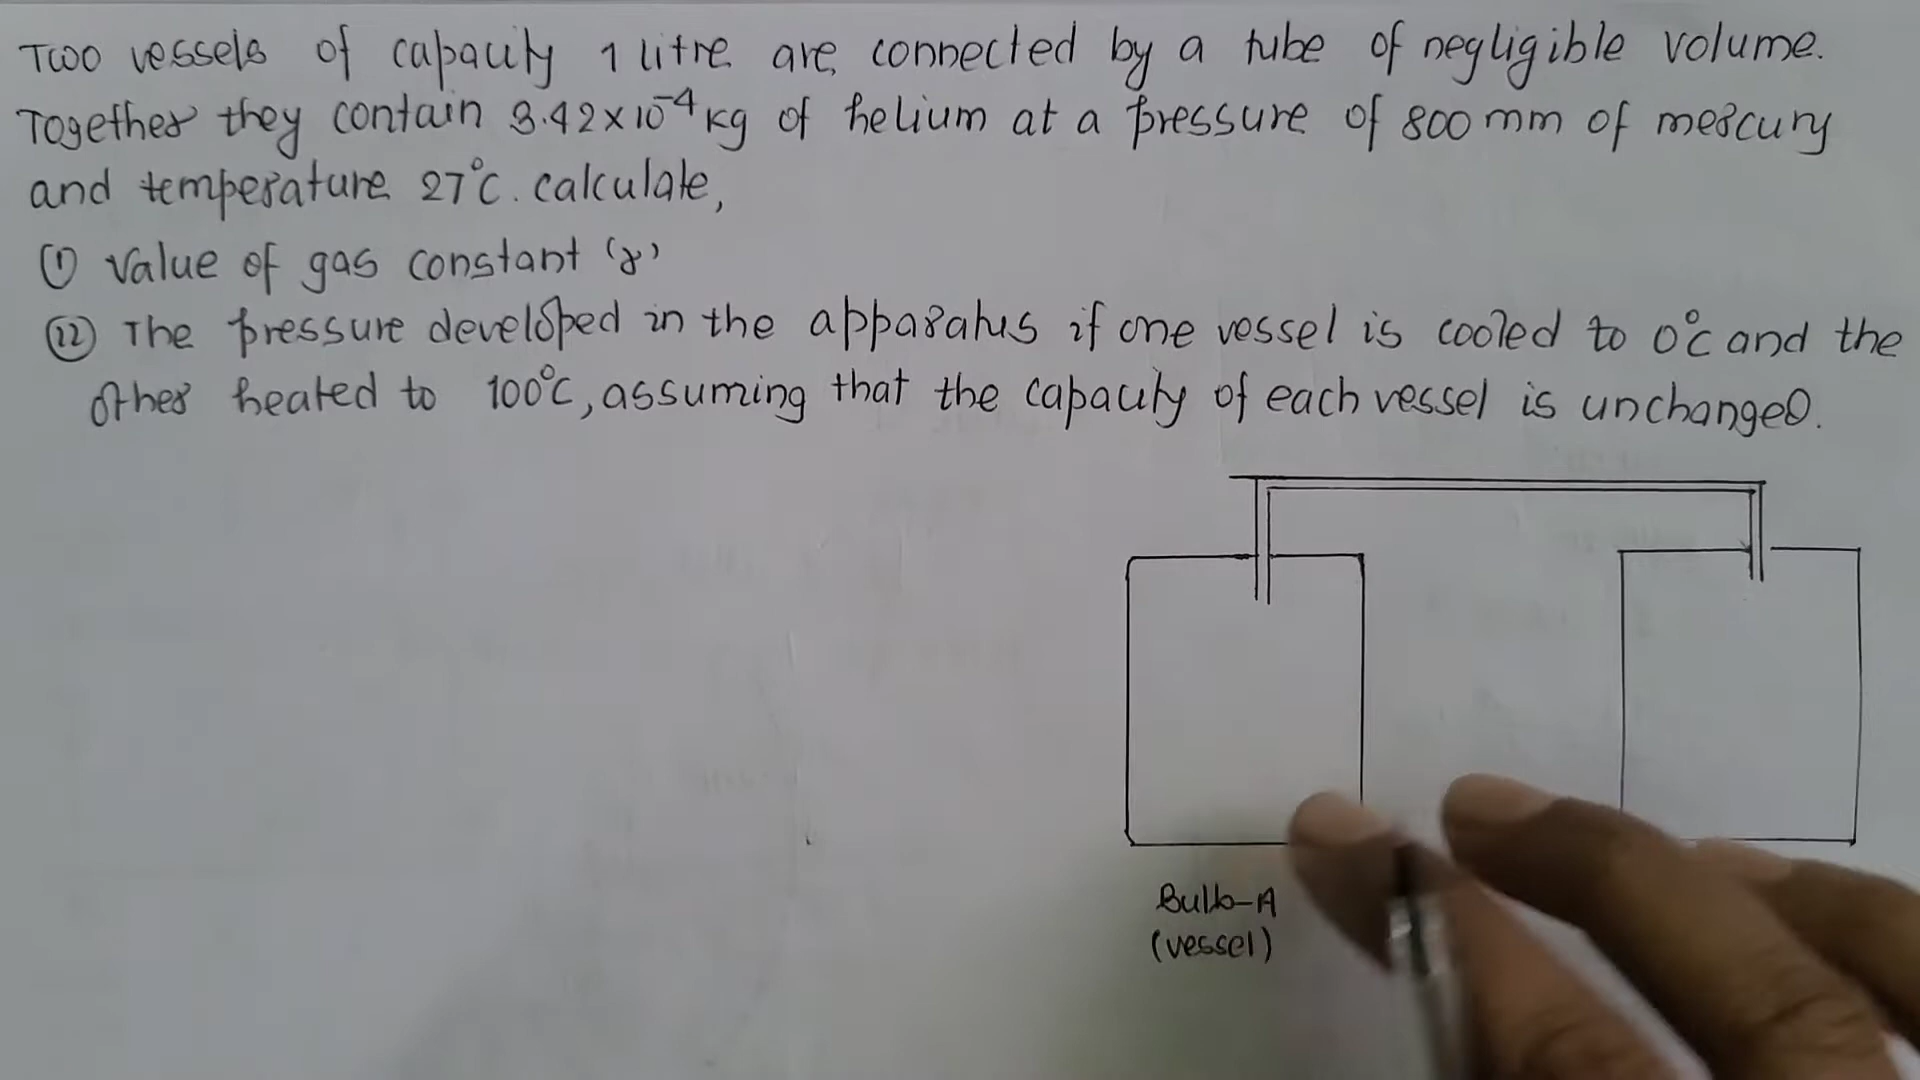 Two vessels of capacity 1 litre are connected by a tube of negligible volume.
Together they contain 3.42×10⁻⁴ kg of helium at a pressure of 800 mm of mercury
and temperature 27°C. calculate,
(i) Value of gas constant 'r'
(ii) The pressure developed in the apparatus if one vessel is cooled to 0°C and the
other heated to 100°C, assuming that the capacity of each vessel is unchanged.
Bulb-A
(vessel)